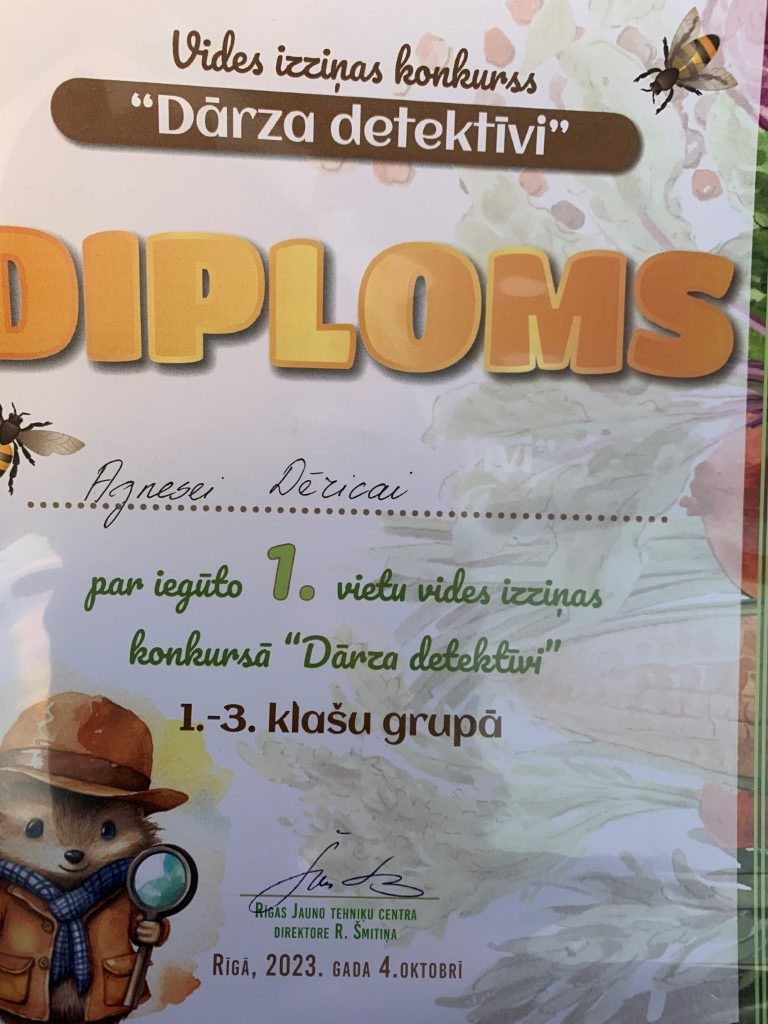 Vides izziņas konkurss
“Dārza detektīvi”
DIPLOMS
Agnesei Dēricai
par iegūto 1. vietu vides izziņas
konkursā “Dārza detektīvi”
1.-3. klašu grupā
Rīgas Jauno tehniķu centra
direktore R. Šmitiņa
Rīgā, 2023. gada 4.oktobrī